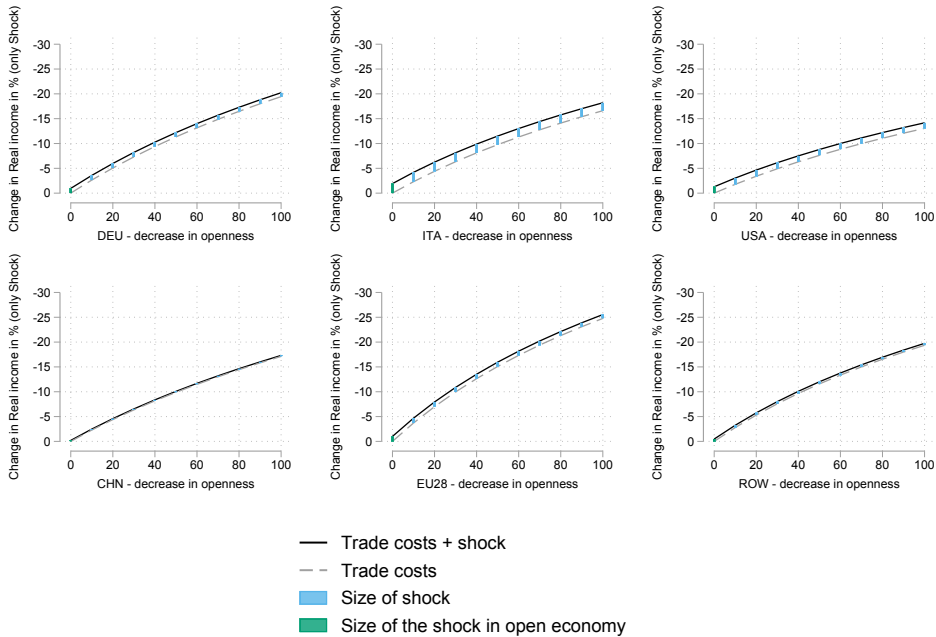 Change in Real income in % (only Shock)
-30
-25
-20
-15
-10
-5
0
0 20 40 60 80 100
DEU - decrease in openness
Change in Real income in % (only Shock)
-30
-25
-20
-15
-10
-5
0
0 20 40 60 80 100
ITA - decrease in openness
Change in Real income in % (only Shock)
-30
-25
-20
-15
-10
-5
0
0 20 40 60 80 100
USA - decrease in openness
Change in Real income in % (only Shock)
-30
-25
-20
-15
-10
-5
0
0 20 40 60 80 100
CHN - decrease in openness
Change in Real income in % (only Shock)
-30
-25
-20
-15
-10
-5
0
0 20 40 60 80 100
EU28 - decrease in openness
Change in Real income in % (only Shock)
-30
-25
-20
-15
-10
-5
0
0 20 40 60 80 100
ROW - decrease in openness
Trade costs + shock
Trade costs
Size of shock
Size of the shock in open economy